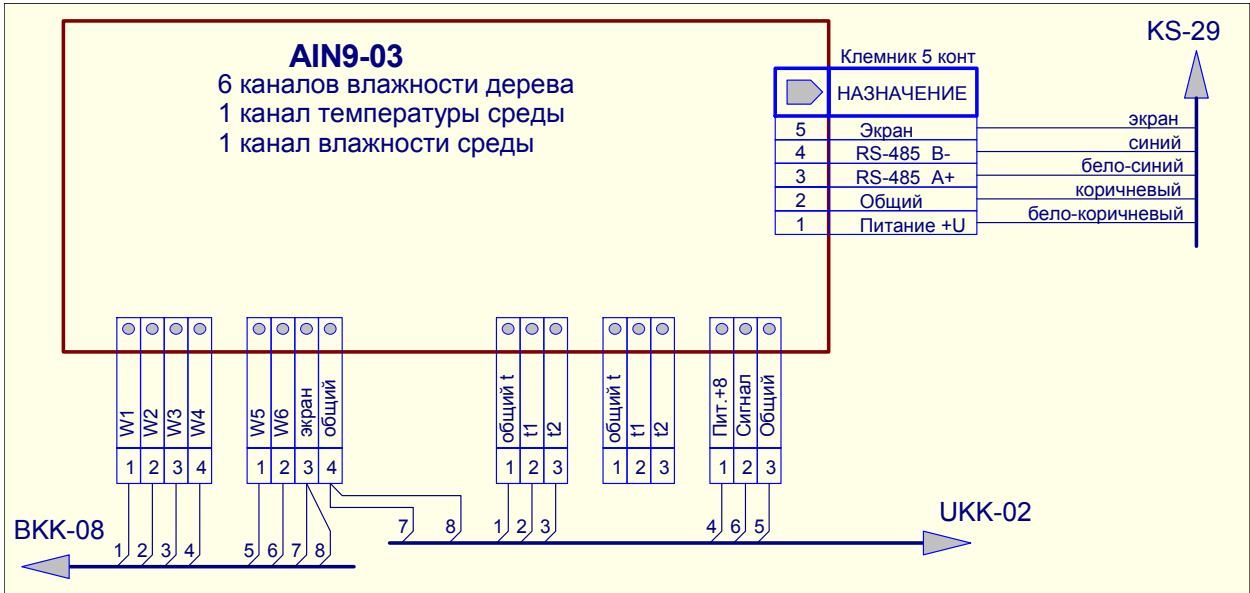 KS-29
AIN9-03
6 каналов влажности дерева
1 канал температуры среды
1 канал влажности среды
Клемник 5 конт
НАЗНАЧЕНИЕ
5 Экран экран
4 RS-485 B- синий
3 RS-485 A+ бело-синий
2 Общий коричневый
1 Питание +U бело-коричневый
W1 W2 W3 W4
W5 W6 экран общий
общий t t1 t2
общий t t1 t2
Пит.+8 Сигнал Общий
1 2 3 4
1 2 3 4
1 2 3
1 2 3
1 2 3
BKK-08
1 2 3 4 5 6 7 8
7 8 1 2 3 4 6 5
UKK-02